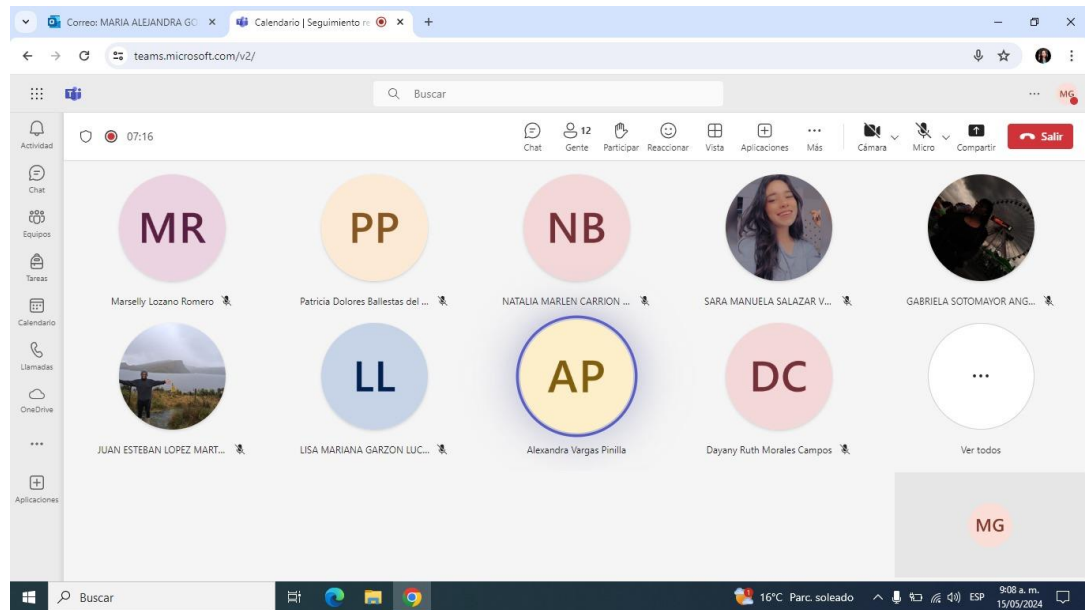 Correo: MARIA ALEJANDRA GO
Calendario | Seguimiento re
teams.microsoft.com/v2/
Buscar
MG
07:16
Chat
12
Gente
Participar
Reaccionar
Vista
Aplicaciones
Más
Cámara
Micro
Compartir
Salir
Actividad
Chat
Equipos
Tareas
Calendario
Llamadas
OneDrive
Aplicaciones
MR
PP
NB
Marselly Lozano Romero
Patricia Dolores Ballestas del ...
NATALIA MARLEN CARRION ...
SARA MANUELA SALAZAR V...
GABRIELA SOTOMAYOR ANG...
LL
AP
DC
...
JUAN ESTEBAN LOPEZ MART...
LISA MARIANA GARZON LUC...
Alexandra Vargas Pinilla
Dayany Ruth Morales Campos
Ver todos
MG
Buscar
16°C Parc. soleado
ESP
9:08 a. m.
15/05/2024